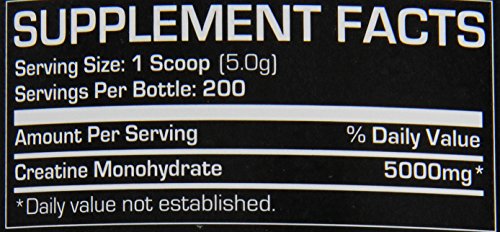 SUPPLEMENT FACTS
Serving Size: 1 Scoop (5.0g)
Servings Per Bottle: 200
Amount Per Serving % Daily Value
Creatine Monohydrate 5000mg*
*Daily value not established.